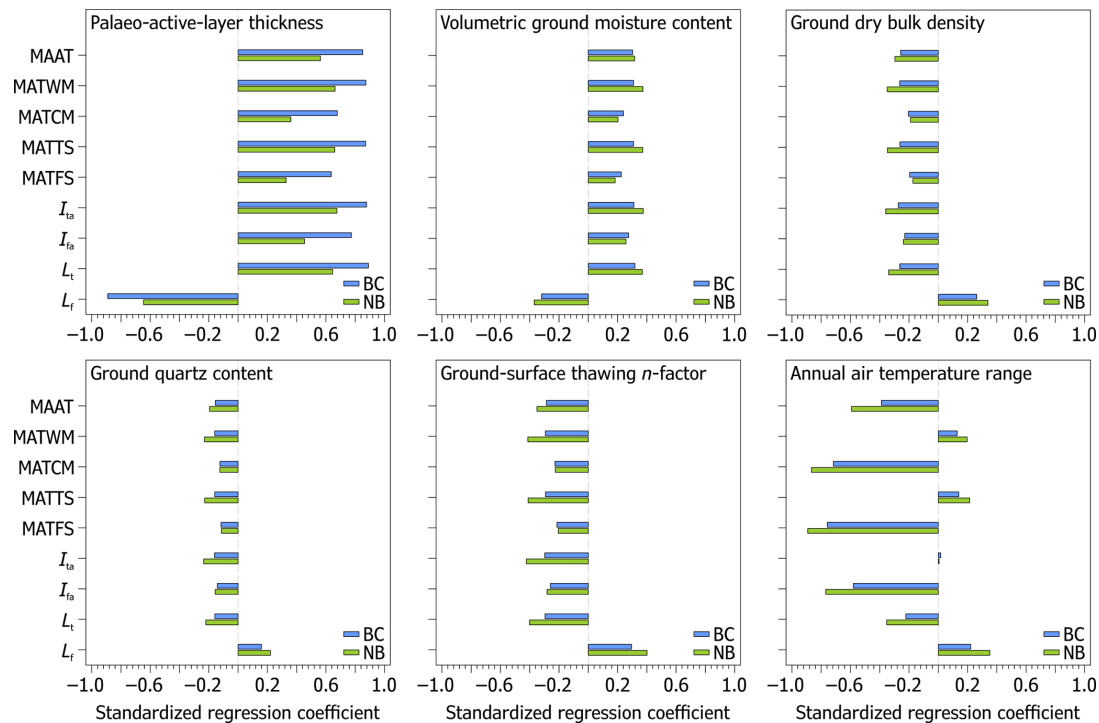 Palaeo-active-layer thickness
Volumetric ground moisture content
Ground dry bulk density
MAAT
MATWM
MATCM
MATTS
MATFS
Ita
Ifa
Lt
Lf
BC
NB
BC
NB
BC
NB
−1.0 −0.6 −0.2 0.2 0.6 1.0
−1.0 −0.6 −0.2 0.2 0.6 1.0
−1.0 −0.6 −0.2 0.2 0.6 1.0
Ground quartz content
Ground-surface thawing n-factor
Annual air temperature range
MAAT
MATWM
MATCM
MATTS
MATFS
Ita
Ifa
Lt
Lf
BC
NB
BC
NB
BC
NB
−1.0 −0.6 −0.2 0.2 0.6 1.0
−1.0 −0.6 −0.2 0.2 0.6 1.0
−1.0 −0.6 −0.2 0.2 0.6 1.0
Standardized regression coefficient
Standardized regression coefficient
Standardized regression coefficient